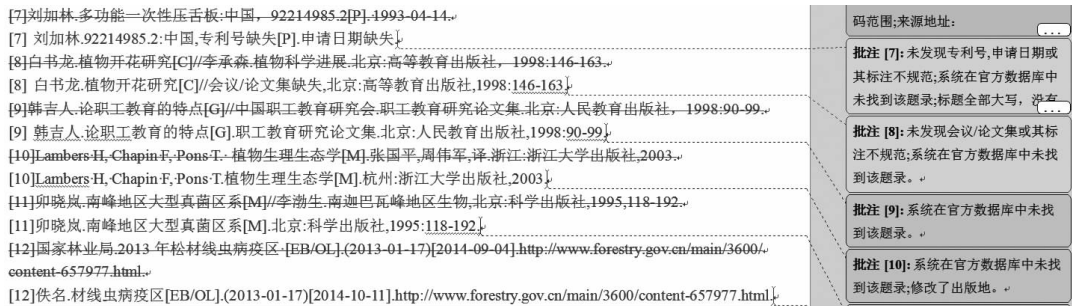 [7]刘加林.多功能一次性压舌板:中国，92214985.2[P].1993-04-14.
[7] 刘加林.92214985.2:中国,专利号缺失[P].申请日期缺失.
[8]白书龙.植物开花研究[C]//李承森.植物科学进展.北京:高等教育出版社，1998:146-163.
[8] 白书龙.植物开花研究[C]//会议/论文集缺失.北京:高等教育出版社,1998:146-163.
[9]韩吉人.论职工教育的特点[G]//中国职工教育研究会.职工教育研究论文集.北京:人民教育出版社，1998:90-99.
[9] 韩吉人.论职工教育的特点[G].职工教育研究论文集.北京:人民教育出版社,1998:90-99.
[10]Lambers H, Chapin F, Pons T. 植物生理生态学[M].张国平,周伟军,译.浙江:浙江大学出版社,2003.
[10]Lambers H, Chapin F, Pons T.植物生理生态学[M].杭州:浙江大学出版社,2003.
[11]卯晓岚.南峰地区大型真菌区系[M]//李渤生.南迦巴瓦峰地区生物,北京:科学出版社,1995,118-192.
[11]卯晓岚.南峰地区大型真菌区系[M].北京:科学出版社,1995:118-192.
[12]国家林业局.2013 年松材线虫病疫区 [EB/OL].(2013-01-17)[2014-09-04].http://www.forestry.gov.cn/main/3600/
content-657977.html.
[12]佚名.材线虫病疫区[EB/OL].(2013-01-17)[2014-10-11].http://www.forestry.gov.cn/main/3600/content-657977.html.
码范围;来源地址:
...
批注 [7]: 未发现专利号,申请日期或
其标注不规范;系统在官方数据库中
未找到该题录;标题全部大写，没有
...
批注 [8]: 未发现会议/论文集或其标
注不规范;系统在官方数据库中未找
到该题录。
批注 [9]: 系统在官方数据库中未找
到该题录。
批注 [10]: 系统在官方数据库中未找
到该题录;修改了出版地。